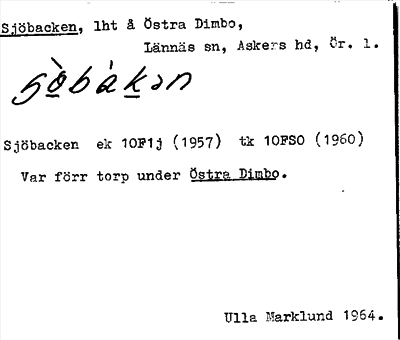 Sjöbacken, lht å Östra Dimbo,
Lännäs sn, Askers hd, Ör. l.
Sjöbacken ek 10F1j (1957) tk 10FSO (1960)
Var förr torp under Östra Dimbo.
Ulla Marklund 1964.